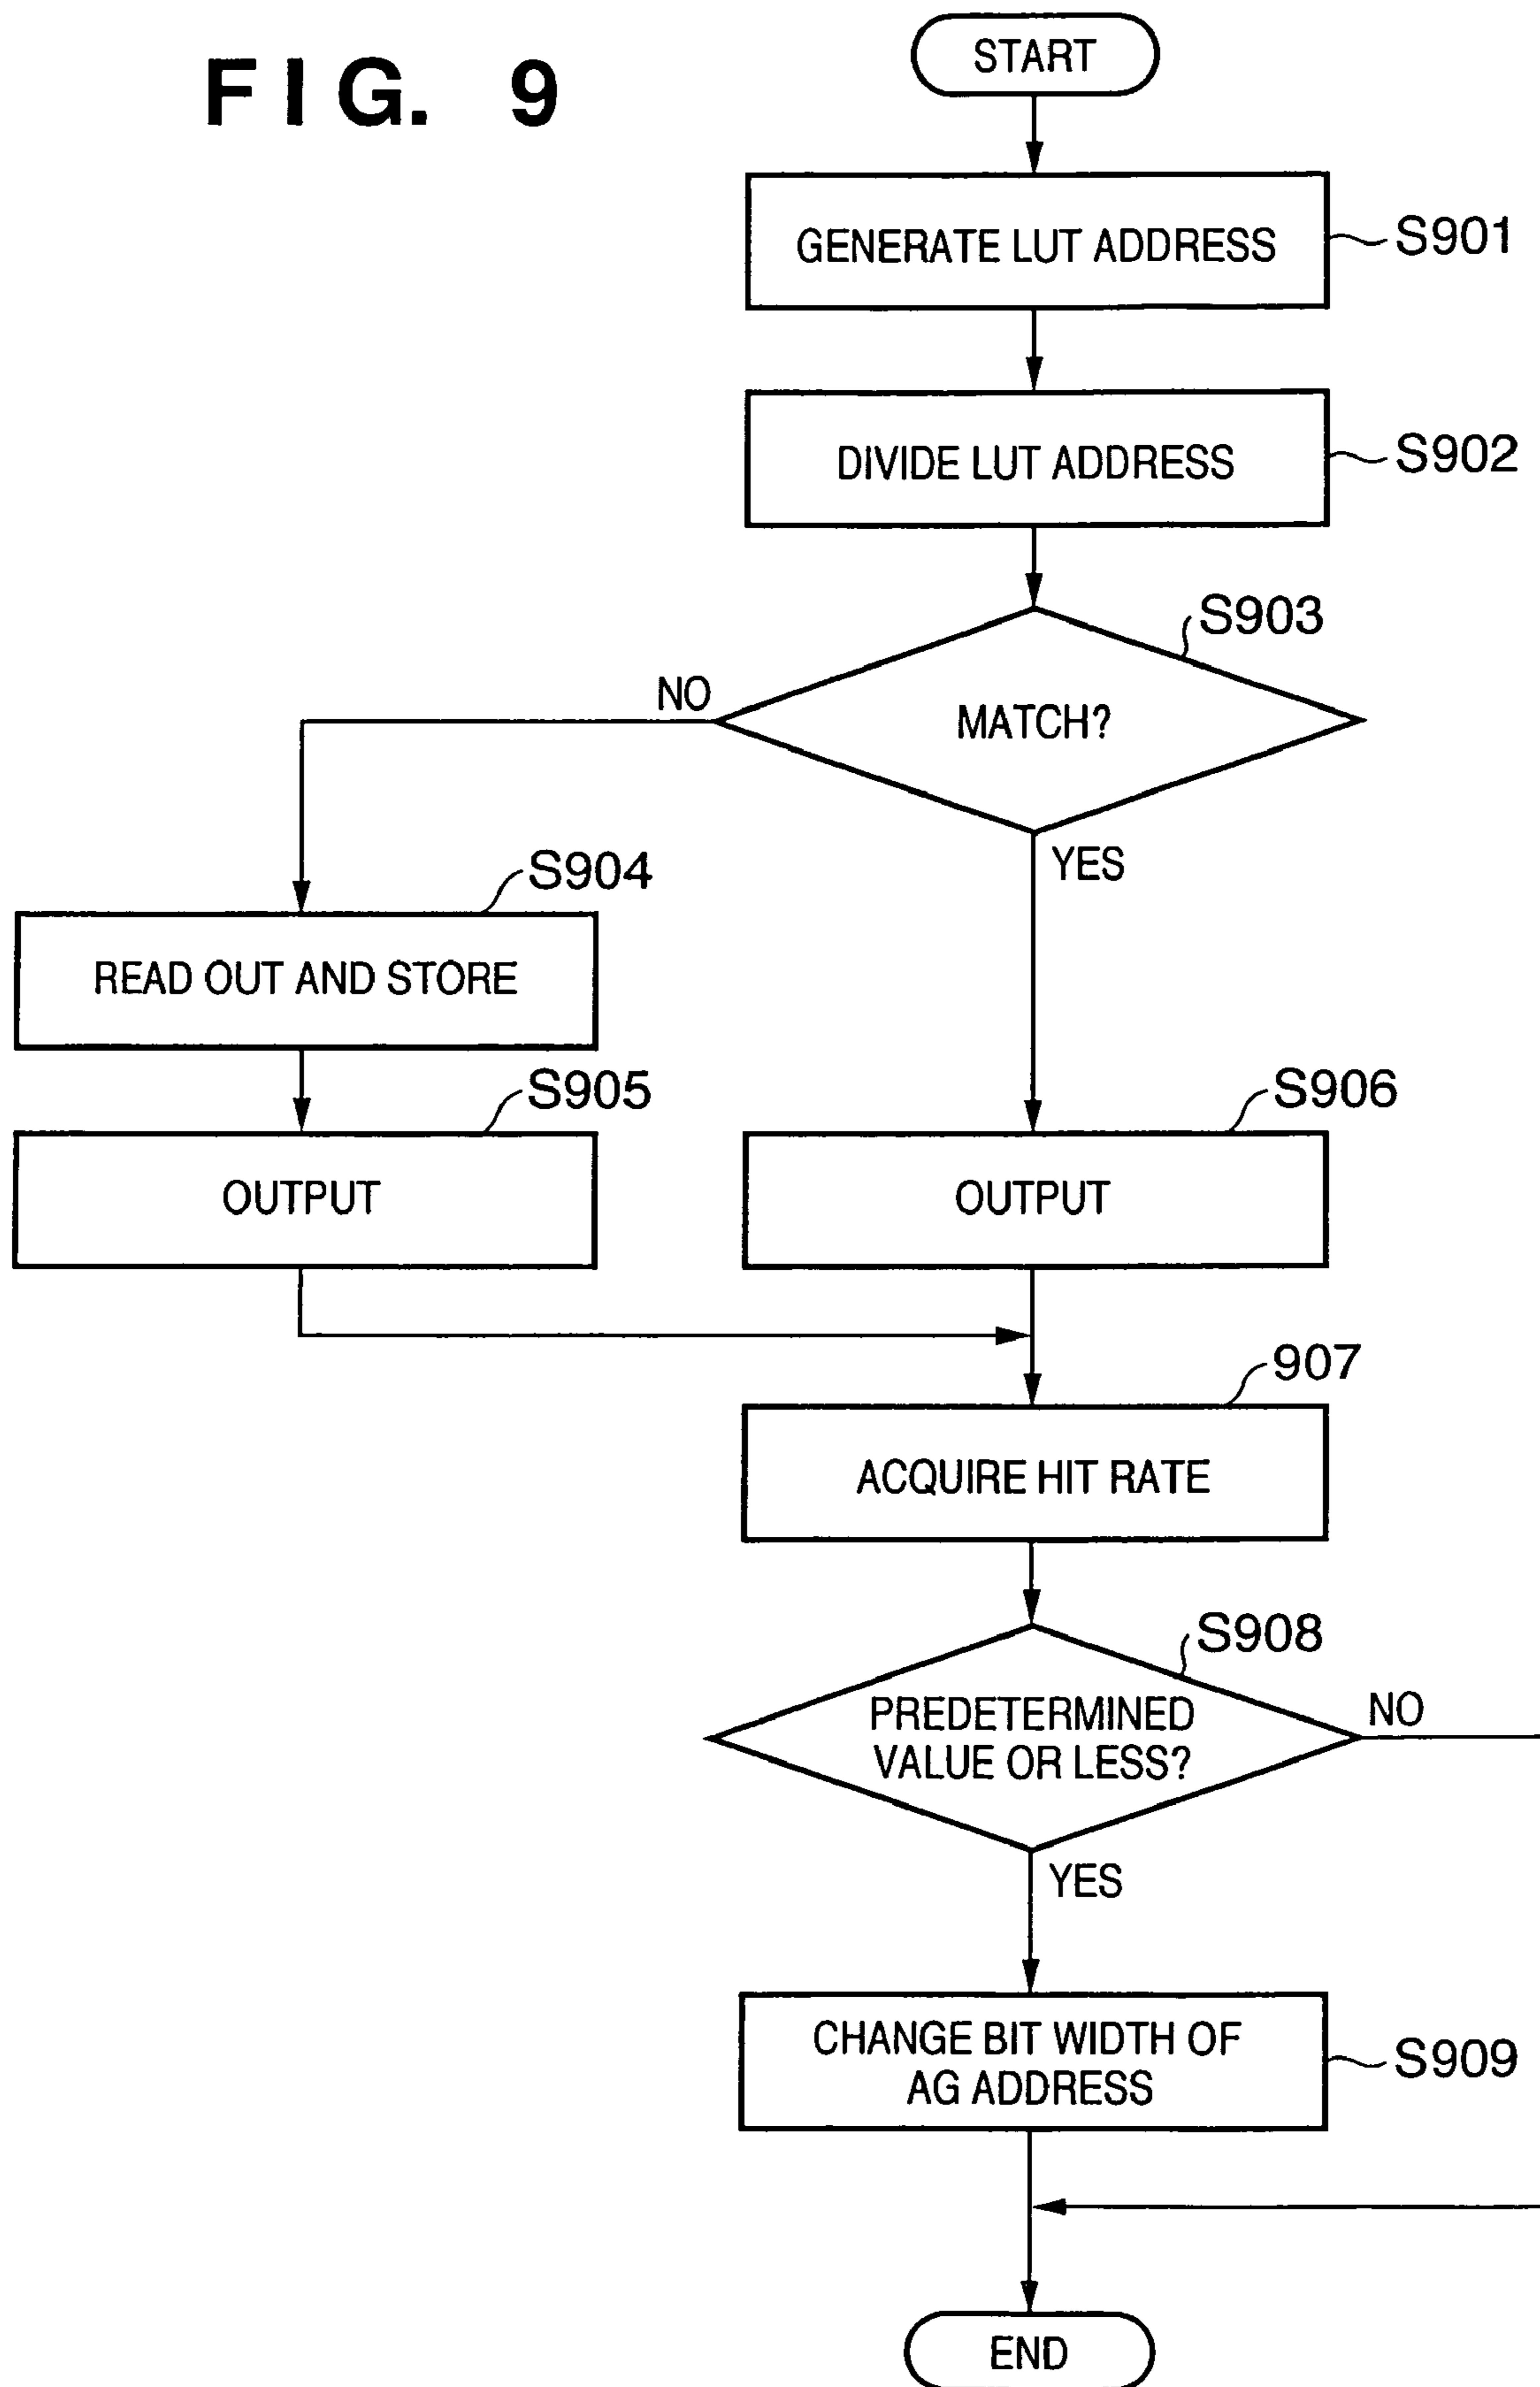 FIG. 9
START
GENERATE LUT ADDRESS
S901
DIVIDE LUT ADDRESS
S902
S903
MATCH?
NO
YES
S904
READ OUT AND STORE
S905
OUTPUT
S906
OUTPUT
907
ACQUIRE HIT RATE
S908
PREDETERMINED
VALUE OR LESS?
NO
YES
CHANGE BIT WIDTH OF
AG ADDRESS
S909
END